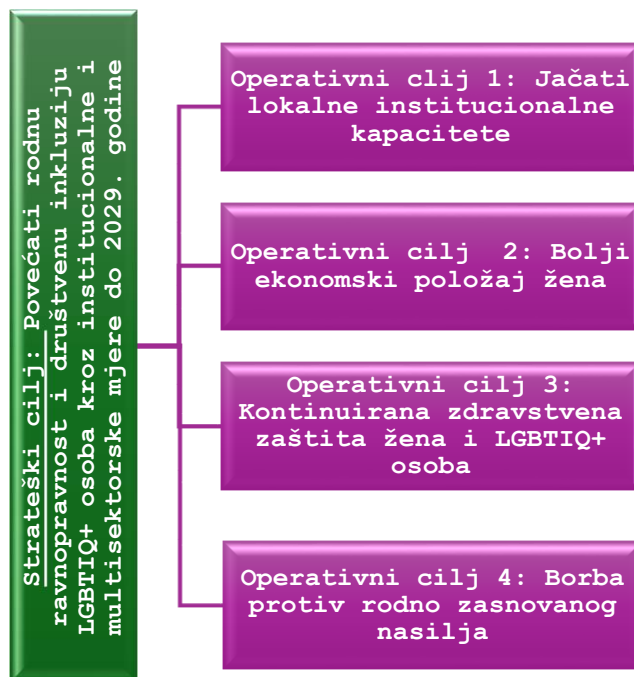 Strateški cilj: Povećati rodnu
ravnopravnost i društvenu inkluziju
LGBTIQ+ osoba kroz institucionalne i
multisektorske mjere do 2029. godine
Operativni clij 1: Jačati
lokalne institucionalne
kapacitete
Operativni cilj  2: Bolji
ekonomski položaj žena
Operativni cilj 3:
Kontinuirana zdravstvena
zaštita žena i LGBTIQ+
osoba
Operativni cilj 4: Borba
protiv rodno zasnovanog
nasilja